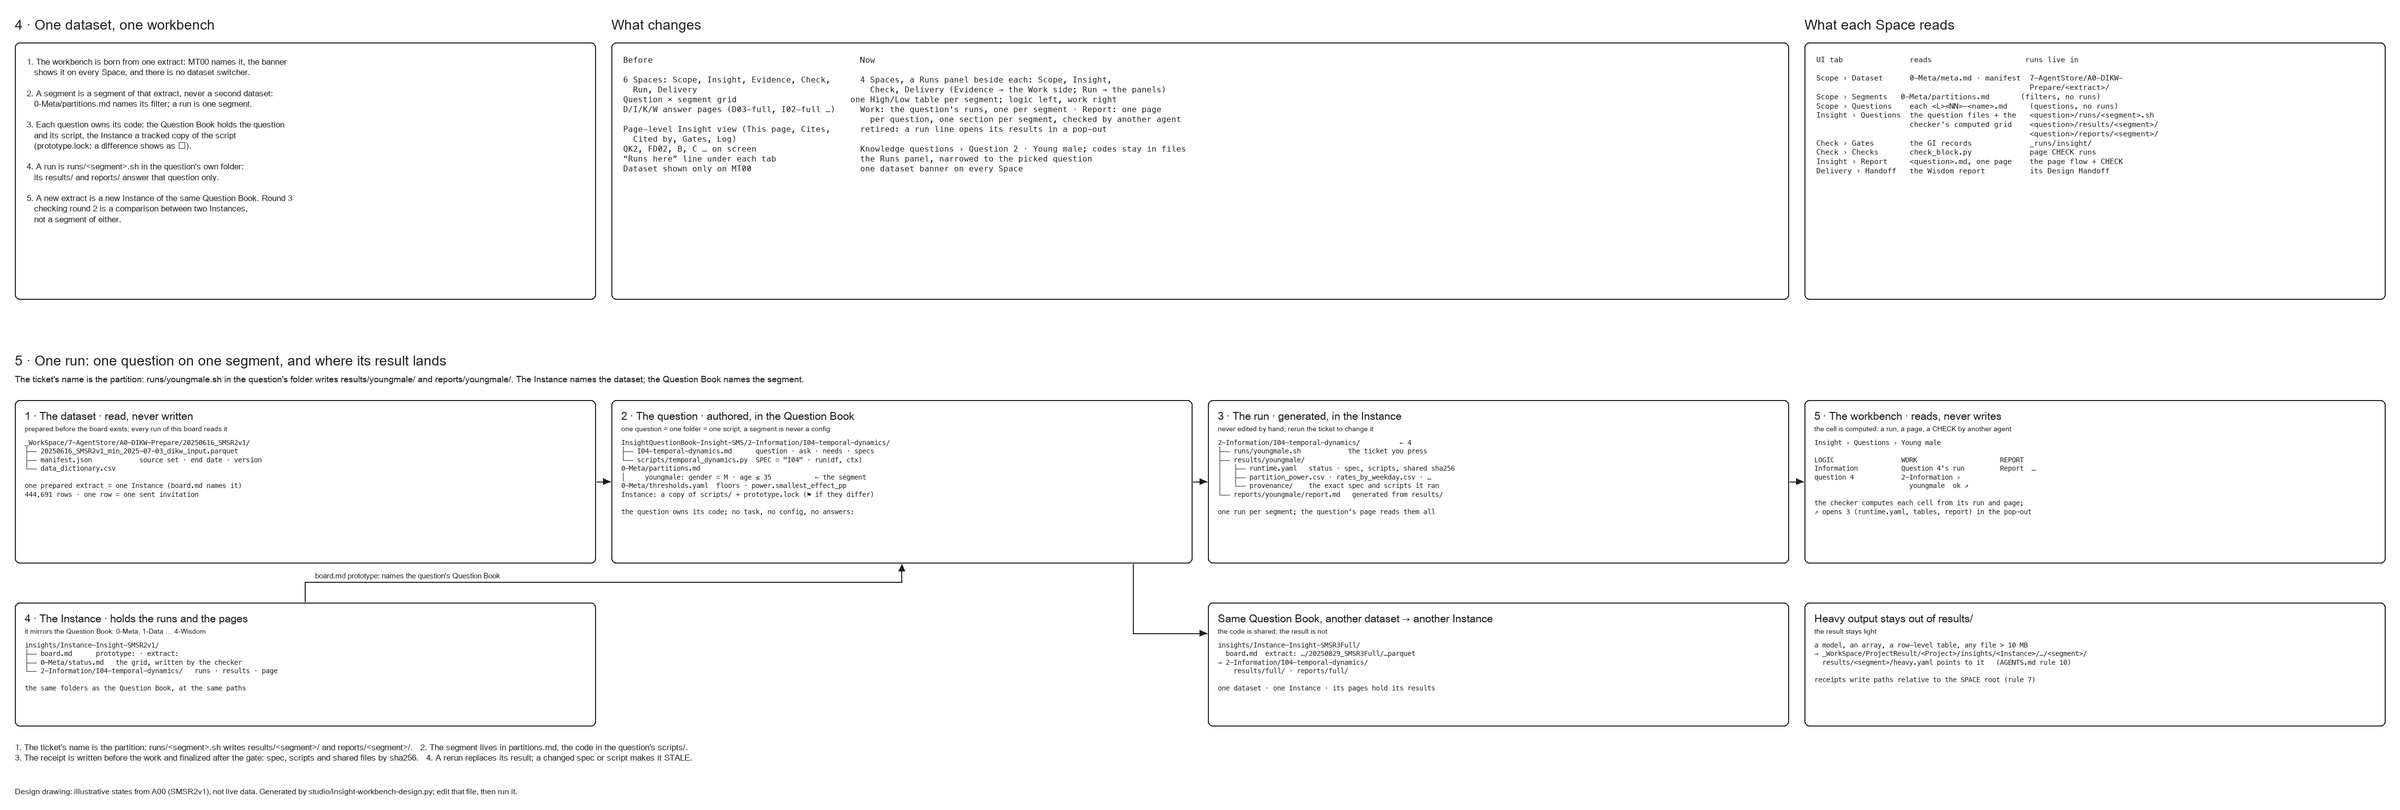 4 · One dataset, one workbench
1. The workbench is born from one extract: MT00 names it, the banner
shows it on every Space, and there is no dataset switcher.
2. A segment is a segment of that extract, never a second dataset:
0-Meta/partitions.md names its filter; a run is one segment.
3. Each question owns its code: the Question Book holds the question
and its script, the Instance a tracked copy of the script
(prototype.lock; a difference shows as ☐).
4. A run is runs/<segment>.sh in the question's own folder:
its results/ and reports/ answer that question only.
5. A new extract is a new Instance of the same Question Book. Round 3
checking round 2 is a comparison between two Instances,
not a segment of either.
What changes
Before Now
6 Spaces: Scope, Insight, Evidence, Check, 4 Spaces, a Runs panel beside each: Scope, Insight,
Run, Delivery Check, Delivery (Evidence → the Work side; Run → the panels)
Question × segment grid one High/Low table per segment; logic left, work right
D/I/K/W answer pages (D03-full, I02-full …) Work: the question's runs, one per segment · Report: one page
per question, one section per segment, checked by another agent
Page-level Insight view (This page, Cites, retired: a run line opens its results in a pop-out
Cited by, Gates, Log)
QK2, FD02, B, C … on screen Knowledge questions › Question 2 · Young male; codes stay in files
“Runs here” line under each tab the Runs panel, narrowed to the picked question
Dataset shown only on MT00 one dataset banner on every Space
What each Space reads
UI tab reads runs live in
Scope › Dataset 0-Meta/meta.md · manifest 7-AgentStore/A0-DIKW-
Prepare/<extract>/
Scope › Segments 0-Meta/partitions.md (filters, no runs)
Scope › Questions each <L><NN>-<name>.md (questions, no runs)
Insight › Questions the question files + the <question>/runs/<segment>.sh
checker's computed grid <question>/results/<segment>/
<question>/reports/<segment>/
Check › Gates the GI records _runs/insight/
Check › Checks check_block.py page CHECK runs
Insight › Report <question>.md, one page the page flow + CHECK
Delivery › Handoff the Wisdom report its Design Handoff
5 · One run: one question on one segment, and where its result lands
The ticket's name is the partition: runs/youngmale.sh in the question's folder writes results/youngmale/ and reports/youngmale/. The Instance names the dataset; the Question Book names the segment.
1 · The dataset · read, never written
prepared before the board exists; every run of this board reads it
_WorkSpace/7-AgentStore/A0-DIKW-Prepare/20250616_SMSR2v1/
├── 20250616_SMSR2v1_min_2025-07-03_dikw_input.parquet
├── manifest.json source set · end date · version
└── data_dictionary.csv
one prepared extract = one Instance (board.md names it)
444,691 rows · one row = one sent invitation
2 · The question · authored, in the Question Book
one question = one folder = one script; a segment is never a config
InsightQuestionBook-Insight-SMS/2-Information/I04-temporal-dynamics/
├── I04-temporal-dynamics.md question · ask · needs · specs
└── scripts/temporal_dynamics.py SPEC = "I04" · run(df, ctx)
0-Meta/partitions.md
│ youngmale: gender = M · age ≤ 35 ← the segment
0-Meta/thresholds.yaml floors · power.smallest_effect_pp
Instance: a copy of scripts/ + prototype.lock (⚑ if they differ)
the question owns its code; no task, no config, no answers:
3 · The run · generated, in the Instance
never edited by hand; rerun the ticket to change it
2-Information/I04-temporal-dynamics/ ← 4
├── runs/youngmale.sh the ticket you press
├── results/youngmale/
│ ├── runtime.yaml status · spec, scripts, shared sha256
│ ├── partition_power.csv · rates_by_weekday.csv · …
│ └── provenance/ the exact spec and scripts it ran
└── reports/youngmale/report.md generated from results/
one run per segment; the question's page reads them all
5 · The workbench · reads, never writes
the cell is computed: a run, a page, a CHECK by another agent
Insight › Questions › Young male
LOGIC WORK REPORT
Information Question 4's run Report …
question 4 2-Information ›
youngmale ok ↗
the checker computes each cell from its run and page;
↗ opens 3 (runtime.yaml, tables, report) in the pop-out
board.md prototype: names the question's Question Book
4 · The Instance · holds the runs and the pages
it mirrors the Question Book: 0-Meta, 1-Data … 4-Wisdom
insights/Instance-Insight-SMSR2v1/
├── board.md prototype: · extract:
├── 0-Meta/status.md the grid, written by the checker
└── 2-Information/I04-temporal-dynamics/ runs · results · page
the same folders as the Question Book, at the same paths
Same Question Book, another dataset → another Instance
the code is shared; the result is not
insights/Instance-Insight-SMSR3Full/
board.md extract: …/20250829_SMSR3Full/…parquet
→ 2-Information/I04-temporal-dynamics/
results/full/ · reports/full/
one dataset · one Instance · its pages hold its results
Heavy output stays out of results/
the result stays light
a model, an array, a row-level table, any file > 10 MB
→ _WorkSpace/ProjectResult/<Project>/insights/<Instance>/…/<segment>/
results/<segment>/heavy.yaml points to it (AGENTS.md rule 10)
receipts write paths relative to the SPACE root (rule 7)
1. The ticket's name is the partition: runs/<segment>.sh writes results/<segment>/ and reports/<segment>/. 2. The segment lives in partitions.md, the code in the question's scripts/.
3. The receipt is written before the work and finalized after the gate: spec, scripts and shared files by sha256. 4. A rerun replaces its result; a changed spec or script makes it STALE.
Design drawing: illustrative states from A00 (SMSR2v1), not live data. Generated by studio/insight-workbench-design.py; edit that file, then run it.